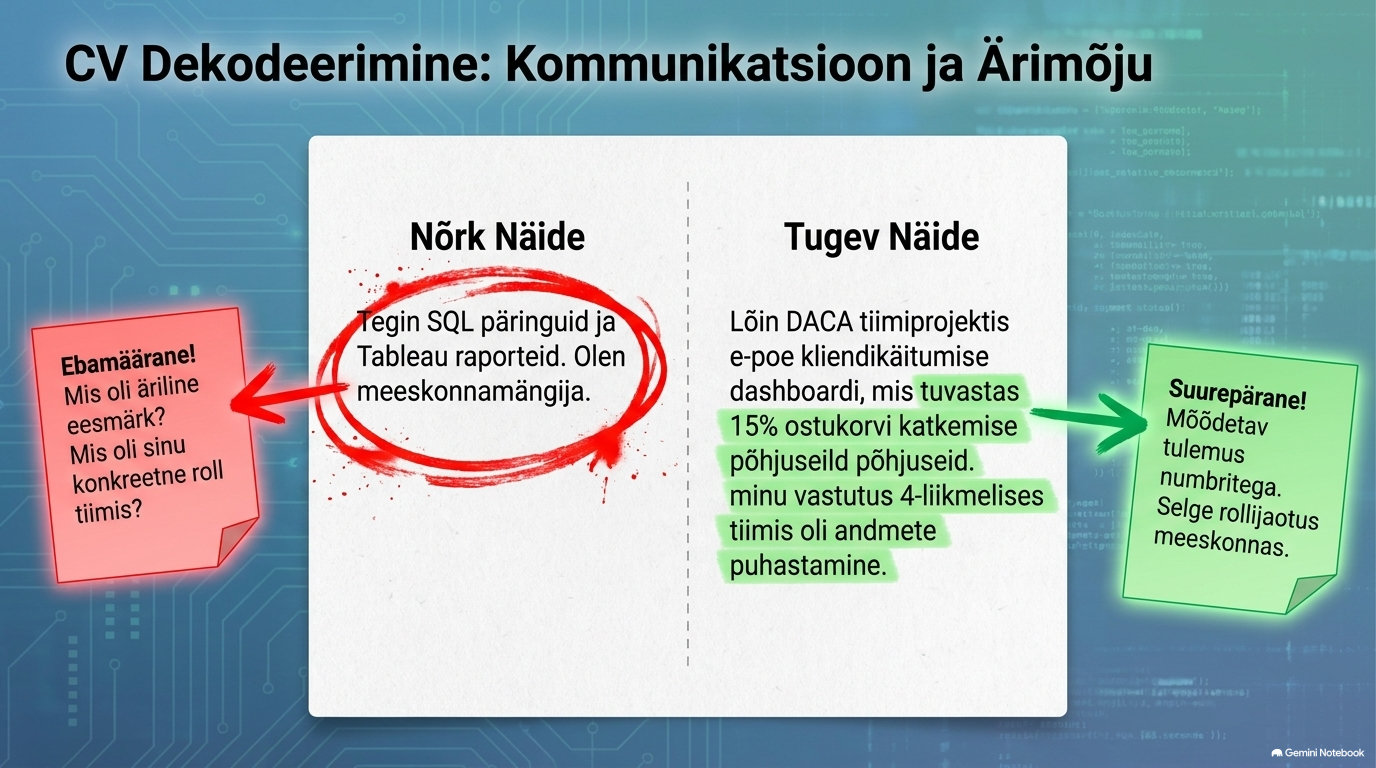 CV Dekodeerimine: Kommunikatsioon ja Ärimõju
Nõrk Näide
Tegin SQL päringuid ja
Tableau raporteid. Olen
meeskonnamängija.
Ebamäärane!
Mis oli äriline
eesmärk?
Mis oli sinu
konkreetne roll
tiimis?
Tugev Näide
Lõin DACA tiimiprojektis
e-poe kliendikäitumise
dashboardi, mis tuvastas
15% ostukorvi katkemise
põhjuseild põhjuseid.
minu vastutus 4-liikmelises
tiimis oli andmete
puhastamine.
Suurepärane!
Mõõdetav
tulemus
numbritega.
Selge rollijaotus
meeskonnas.
Gemini Notebook